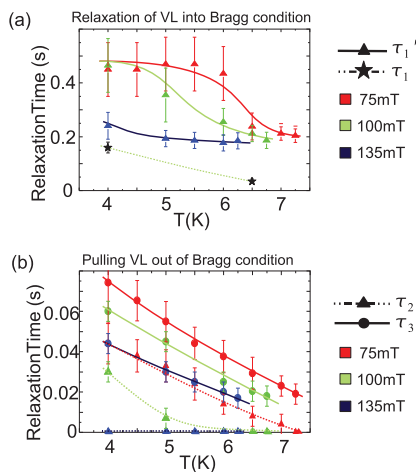 (a)
Relaxation of VL into Bragg condition
RelaxationTime (s)
0.4
0.2
0
4
5
6
7
T(K)
τ1'
τ1
75mT
100mT
135mT
(b)
Pulling VL out of Bragg condition
RelaxationTime (s)
0.06
0.04
0.02
0
4
5
6
7
T(K)
τ2
τ3
75mT
100mT
135mT